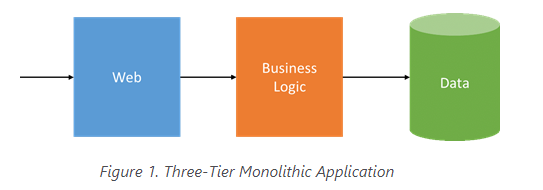 Web
Business
Logic
Data
Figure 1. Three-Tier Monolithic Application